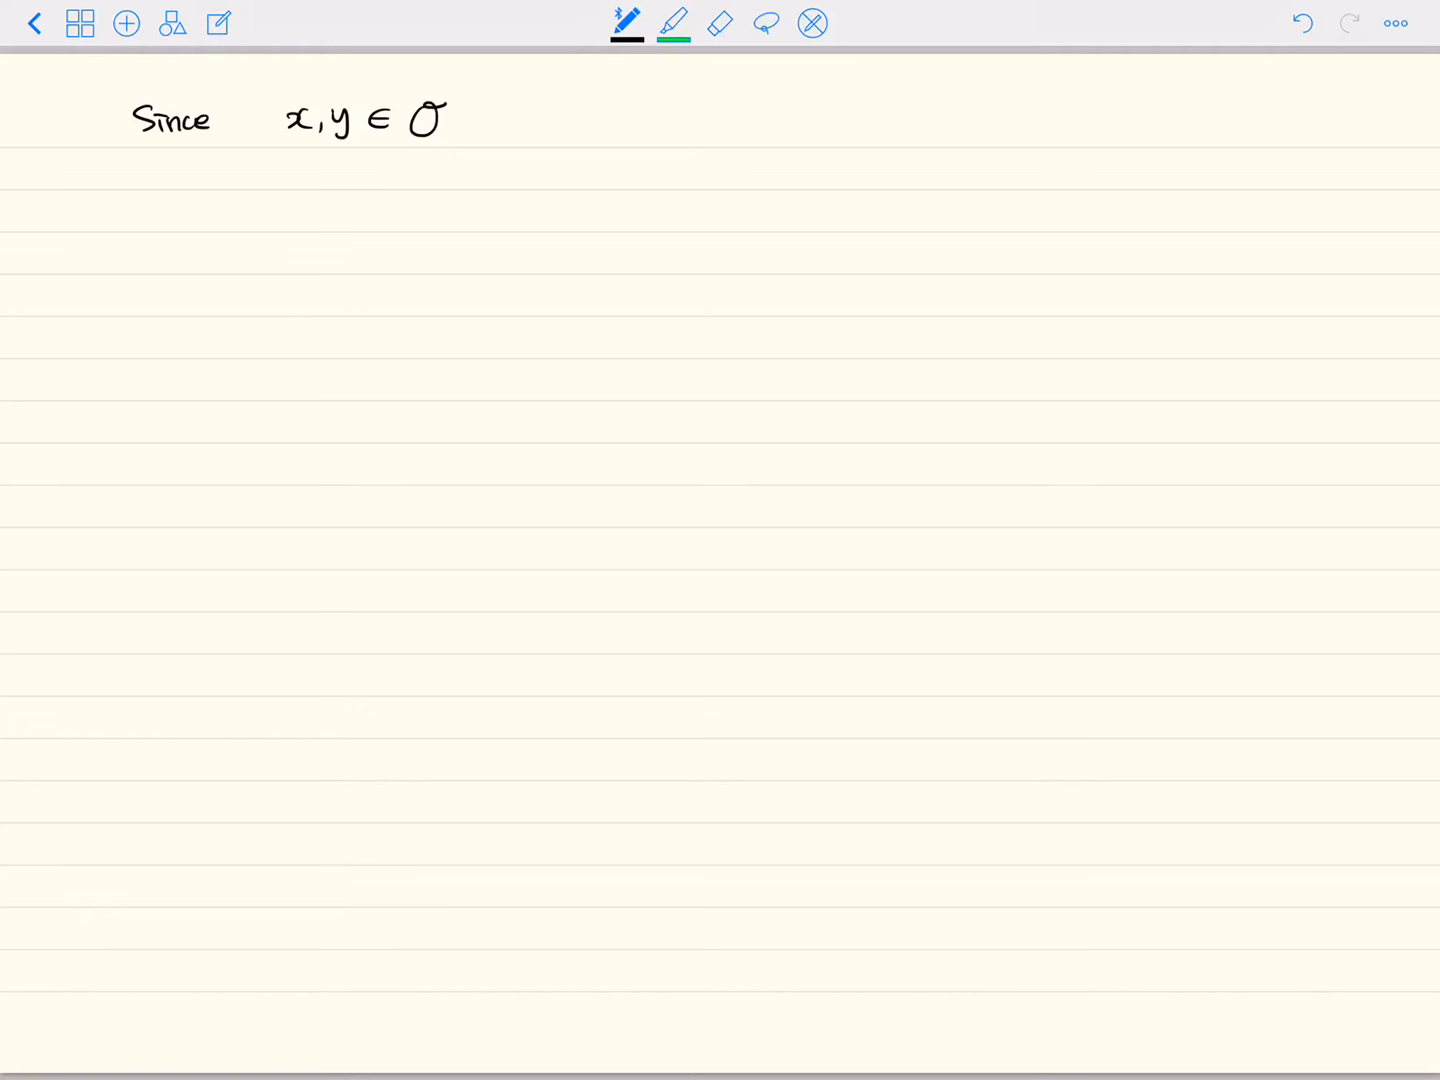 Since x, y ∈ O